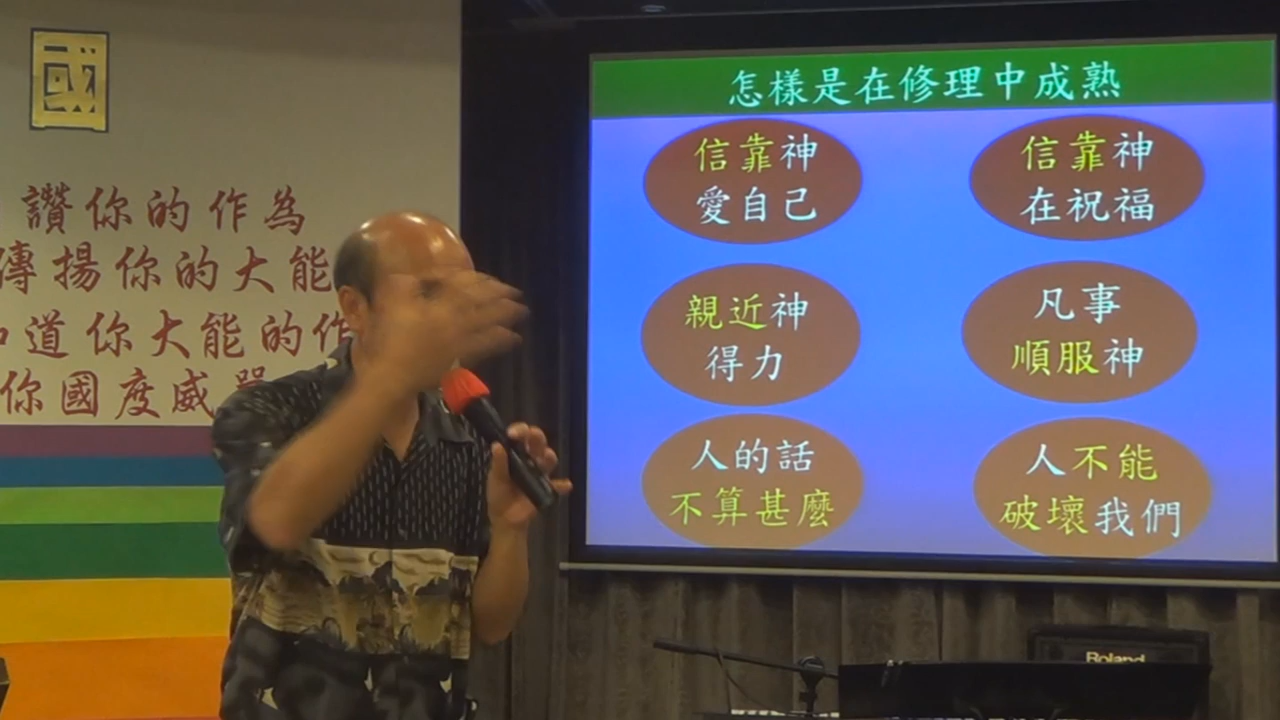 國
讚你的作為
傳揚你的大能
知道你大能的作
你國度威
怎樣是在修理中成熟
信靠神
愛自己
信靠神
在祝福
親近神
得力
凡事
順服神
人的話
不算甚麼
人不能
破壞我們
Roland